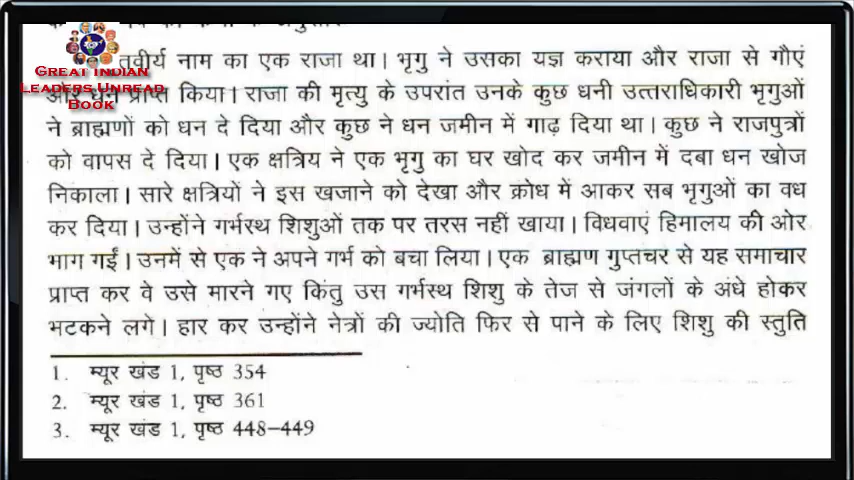 तवीर्य नाम का एक राजा था। भृगु ने उसका यज्ञ कराया और राजा से गौएं
GREAT INDIAN
LEADERS UNREAD
BOOK
और धन प्राप्त किया। राजा की मृत्यु के उपरांत उनके कुछ धनी उत्तराधिकारी भृगुओं
ने ब्राह्मणों को धन दे दिया और कुछ ने धन जमीन में गाढ़ दिया था। कुछ ने राजपुत्रों
को वापस दे दिया। एक क्षत्रिय ने एक भृगु का घर खोद कर जमीन में दबा धन खोज
निकाला। सारे क्षत्रियों ने इस खजाने को देखा और क्रोध में आकर सब भृगुओं का वध
कर दिया। उन्होंने गर्भस्थ शिशुओं तक पर तरस नहीं खाया। विधवाएं हिमालय की ओर
भाग गईं। उनमें से एक ने अपने गर्भ को बचा लिया। एक ब्राह्मण गुप्तचर से यह समाचार
प्राप्त कर वे उसे मारने गए किंतु उस गर्भस्थ शिशु के तेज से जंगलों के अंधे होकर
भटकने लगे। हार कर उन्होंने नेत्रों की ज्योति फिर से पाने के लिए शिशु की स्तुति
1. म्यूर खंड 1, पृष्ठ 354
2. म्यूर खंड 1, पृष्ठ 361
3. म्यूर खंड 1, पृष्ठ 448–449